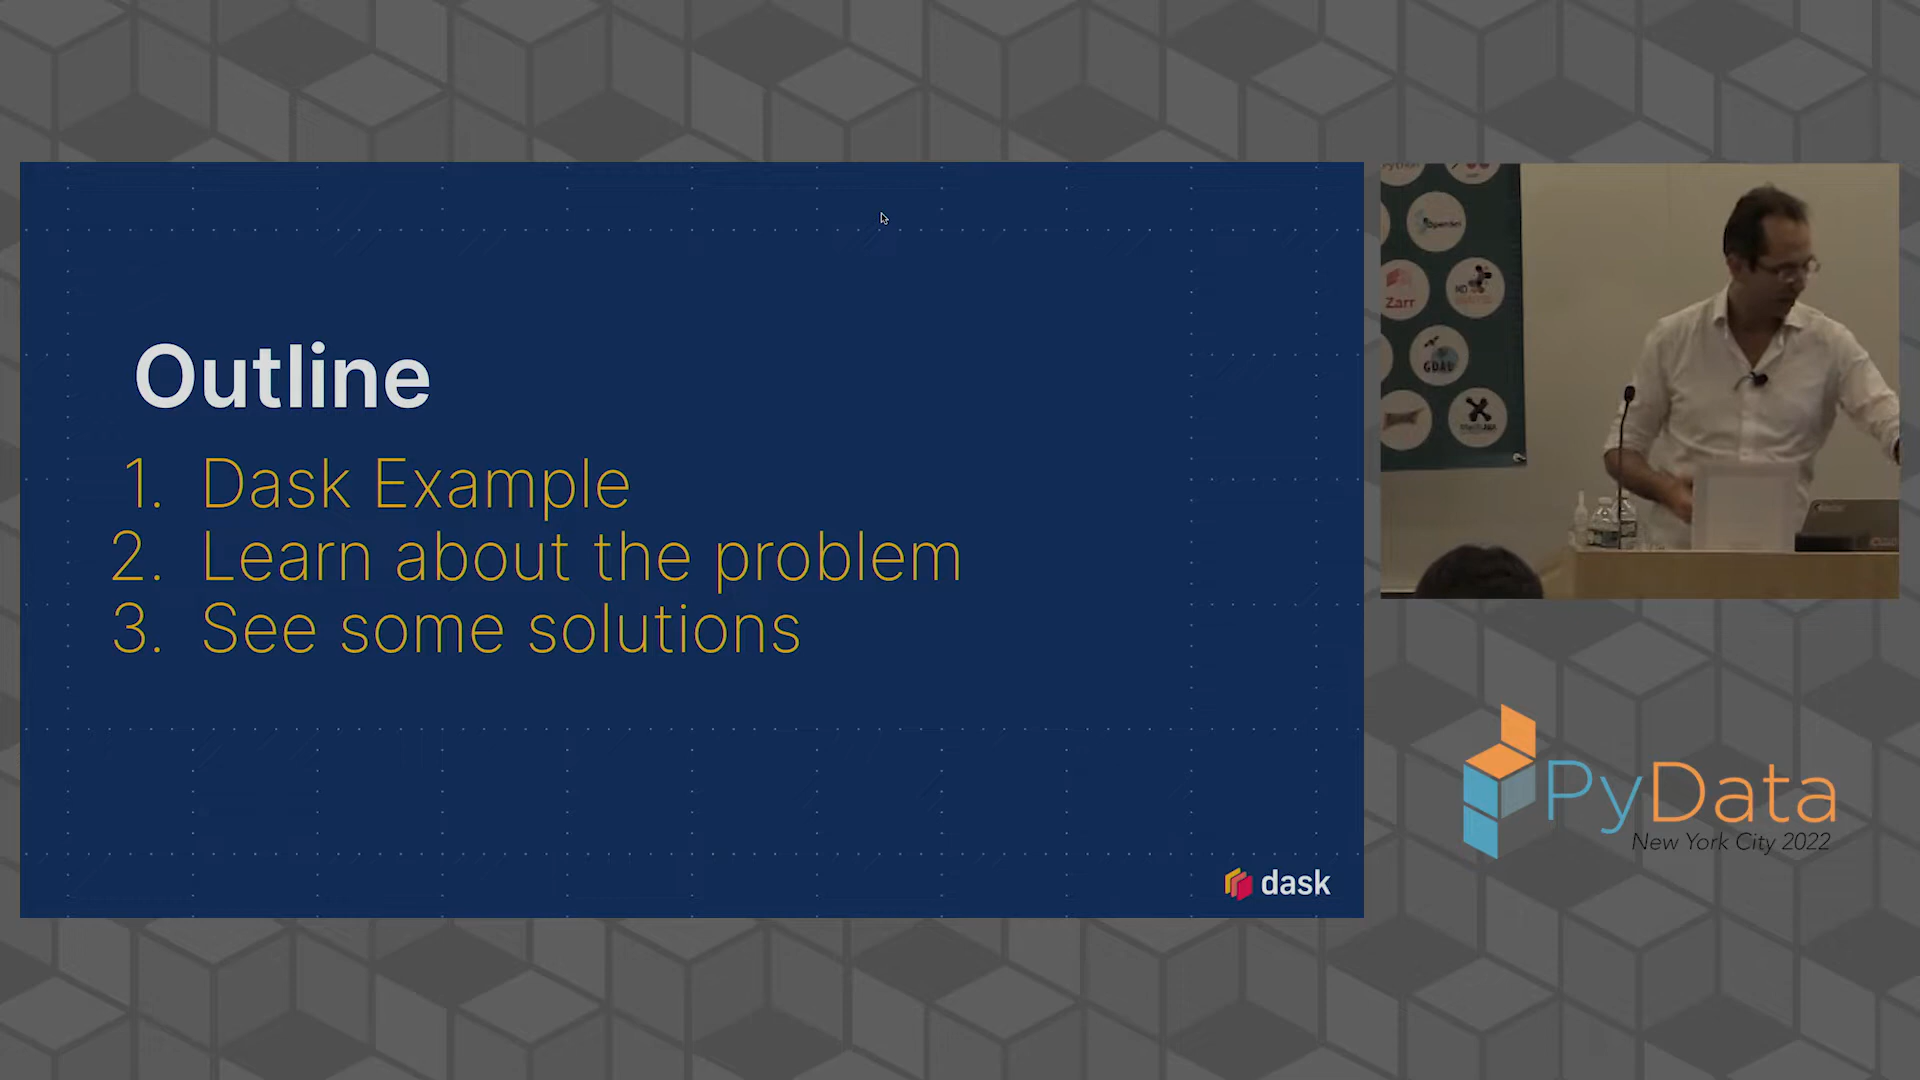 Outline
1. Dask Example
2. Learn about the problem
3. See some solutions
dask
Zarr
GDAL
PyData
New York City 2022